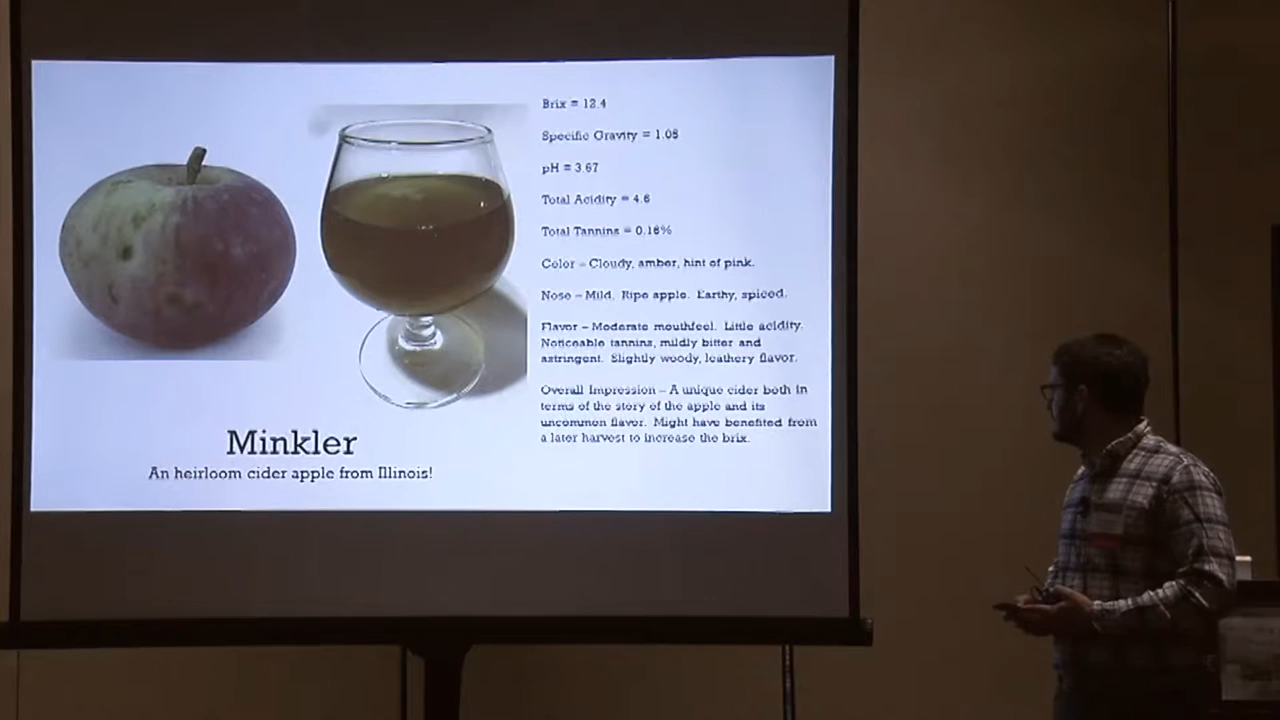 Brix = 12.4
Specific Gravity = 1.05
pH = 3.67
Total Acidity = 4.6
Total Tannins = 0.16%
Color – Cloudy, amber, hint of pink.
Nose – Mild. Ripe apple. Earthy, spiced.
Flavor – Moderate mouthfeel. Little acidity.
Noticeable tannins, mildly bitter and
astringent. Slightly woody, leathery flavor.
Overall Impression – A unique cider both in
terms of the story of the apple and its
uncommon flavor. Might have benefited from
a later harvest to increase the brix.
Minkler
An heirloom cider apple from Illinois!